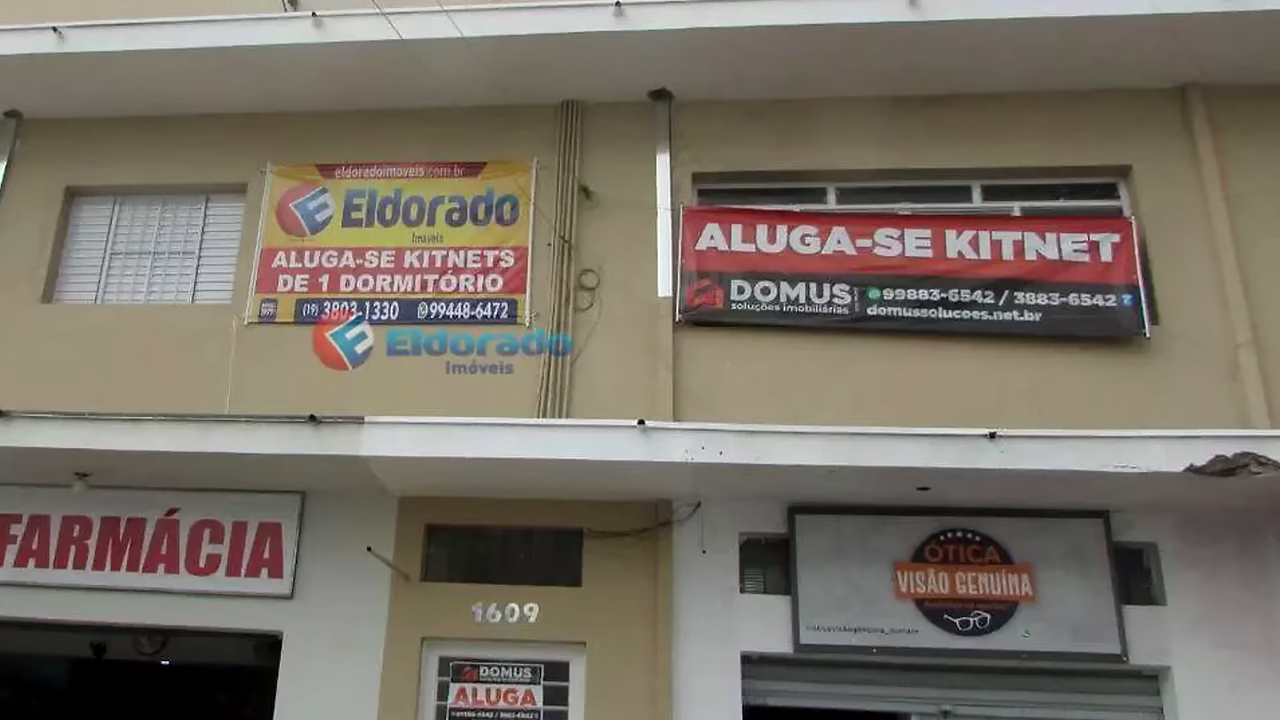 eldoradoimoveis.com.br
Eldorado
Imóveis
ALUGA-SE KITNETS
DE 1 DORMITÓRIO
(19) 3803-1330 99448-6472
Eldorado
Imóveis
ALUGA-SE KITNET
DOMUS
soluções imobiliárias
99883-6542 / 3883-6542
domussolucoes.net.br
FARMÁCIA
1609
DOMUS
ALUGA
ÓTICA
VISÃO GENUÍNA